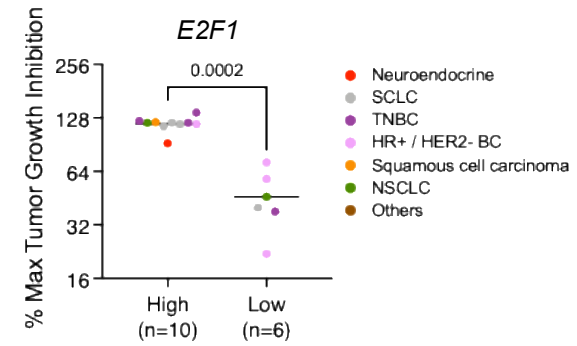 E2F1
% Max Tumor Growth Inhibition
256
128
64
32
16
0.0002
High
(n=10)
Low
(n=6)
Neuroendocrine
SCLC
TNBC
HR+ / HER2- BC
Squamous cell carcinoma
NSCLC
Others